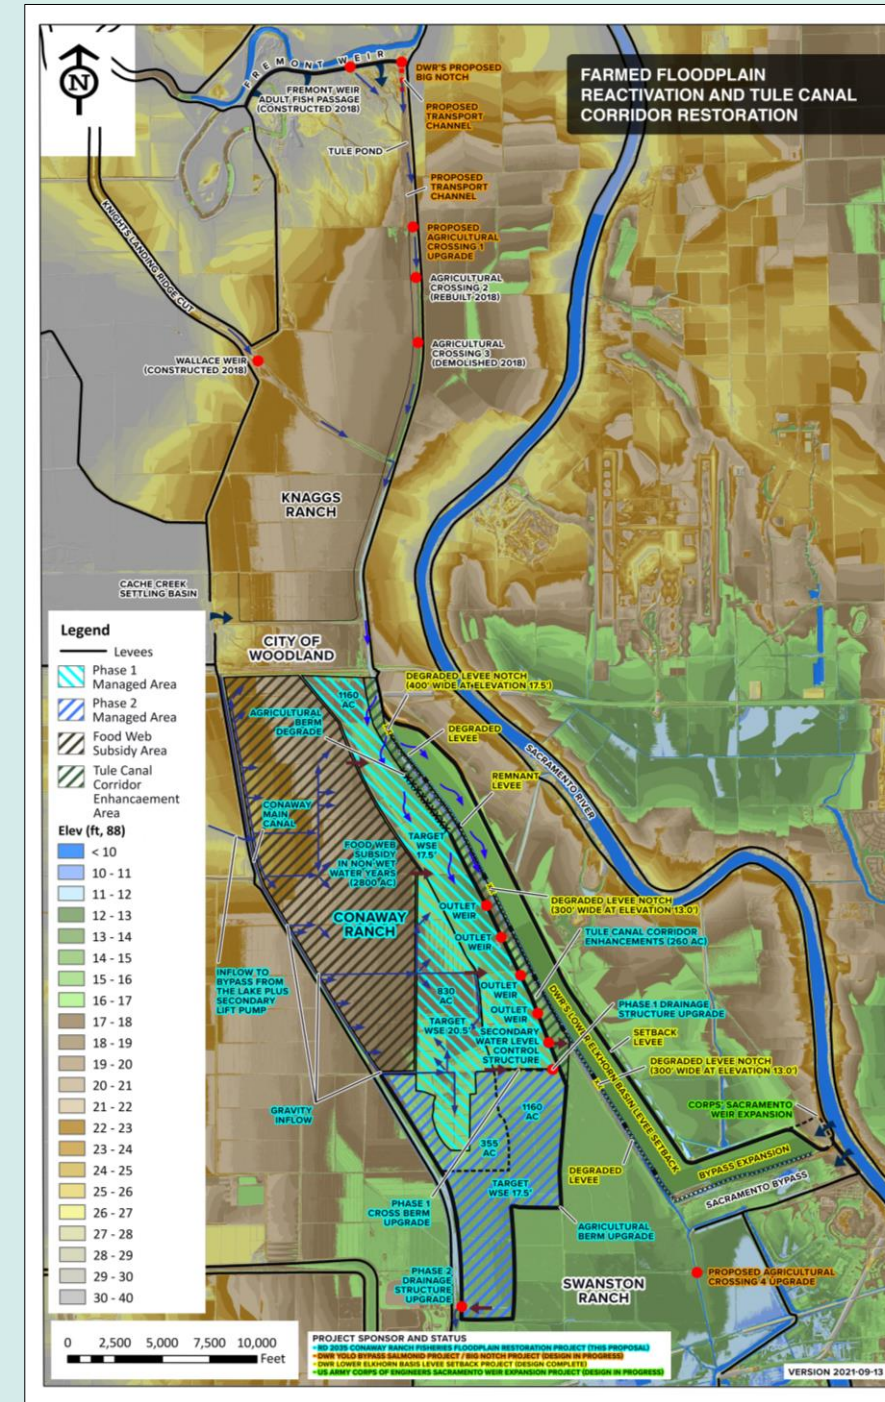 N
FARMED FLOODPLAIN
REACTIVATION AND TULE CANAL
CORRIDOR RESTORATION
FREMONT WEIR
DWR'S PROPOSED
BIG NOTCH
FREMONT WEIR
ADULT FISH PASSAGE
(CONSTRUCTED 2018)
PROPOSED
TRANSPORT
CHANNEL
TULE POND
PROPOSED
TRANSPORT
CHANNEL
KNIGHTS LANDING RIDGE CUT
PROPOSED
AGRICULTURAL
CROSSING 1
UPGRADE
AGRICULTURAL
CROSSING 2
(REBUILT 2018)
AGRICULTURAL
CROSSING 3
(DEMOLISHED 2018)
WALLACE WEIR
(CONSTRUCTED 2018)
KNAGGS
RANCH
CACHE CREEK
SETTLING BASIN
CITY OF
WOODLAND
Legend
Levees
Phase 1
Managed Area
Phase 2
Managed Area
Food Web
Subsidy Area
Tule Canal
Corridor
Enhancaement
Area
Elev (ft, 88)
< 10
10 - 11
11 - 12
12 - 13
13 - 14
14 - 15
15 - 16
16 - 17
17 - 18
18 - 19
19 - 20
20 - 21
21 - 22
22 - 23
23 - 24
24 - 25
25 - 26
26 - 27
27 - 28
28 - 29
29 - 30
30 - 40
DEGRADED LEVEE NOTCH
(400' WIDE AT ELEVATION 17.5')
1160
AC
AGRICULTURAL
BERM
DEGRADE
DEGRADED
LEVEE
SACRAMENTO RIVER
REMNANT
LEVEE
CONAWAY
MAIN
CANAL
TARGET
WSE
17.5'
FOOD WEB
SUBSIDY
IN NON-WET
WATER YEARS
(2800 AC)
DEGRADED LEVEE NOTCH
(300' WIDE AT ELEVATION 13.0')
OUTLET
WEIR
CONAWAY
RANCH
TULE CANAL CORRIDOR
ENHANCEMENTS (260 AC)
OUTLET
WEIR
INFLOW TO
BYPASS FROM
THE LAKE PLUS
SECONDARY
LIFT PUMP
830
AC
OUTLET
WEIR
PHASE 1 DRAINAGE
STRUCTURE UPGRADE
TARGET
WSE 20.5'
OUTLET
WEIR
SECONDARY
WATER LEVEL
CONTROL
STRUCTURE
DWR'S LOWER ELKHORN BASIN LEVEE SETBACK
SETBACK
LEVEE
DEGRADED LEVEE NOTCH
(300' WIDE AT ELEVATION 13.0')
GRAVITY
INFLOW
CORPS' SACRAMENTO
WEIR EXPANSION
1160
AC
355
AC
BYPASS EXPANSION
DEGRADED
LEVEE
SACRAMENTO BYPASS
TARGET
WSE 17.5'
PHASE 1
CROSS BERM
UPGRADE
AGRICULTURAL
BERM UPGRADE
PHASE 2
DRAINAGE
STRUCTURE
UPGRADE
SWANSTON
RANCH
PROPOSED AGRICULTURAL
CROSSING 4 UPGRADE
0 2,500 5,000 7,500 10,000
Feet
PROJECT SPONSOR AND STATUS
- RD 2035 CONAWAY RANCH FISHERIES FLOODPLAIN RESTORATION PROJECT (THIS PROPOSAL)
- DWR YOLO BYPASS SALMONID PROJECT / BIG NOTCH PROJECT (DESIGN IN PROGRESS)
- DWR LOWER ELKHORN BASIS LEVEE SETBACK PROJECT (DESIGN COMPLETE)
- US ARMY CORPS OF ENGINEERS SACRAMENTO WEIR EXPANSION PROJECT (DESIGN IN PROGRESS)
VERSION 2021-09-13